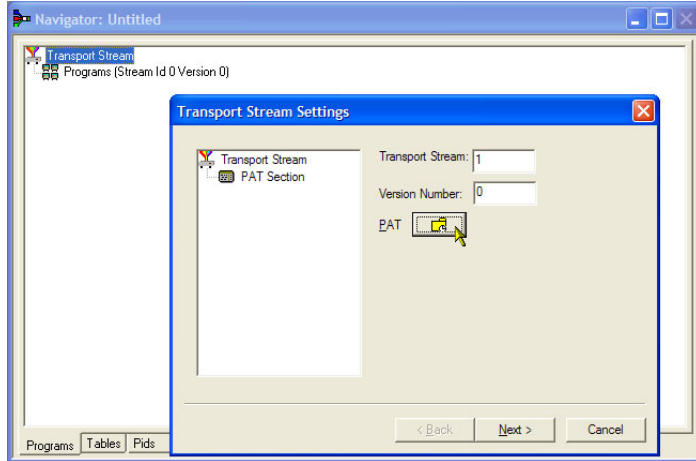 Navigator: Untitled
Transport Stream
Programs (Stream Id 0 Version 0)
Transport Stream Settings
Transport Stream
PAT Section
Transport Stream: 1
Version Number: 0
PAT
< Back Next > Cancel
Programs Tables Pids